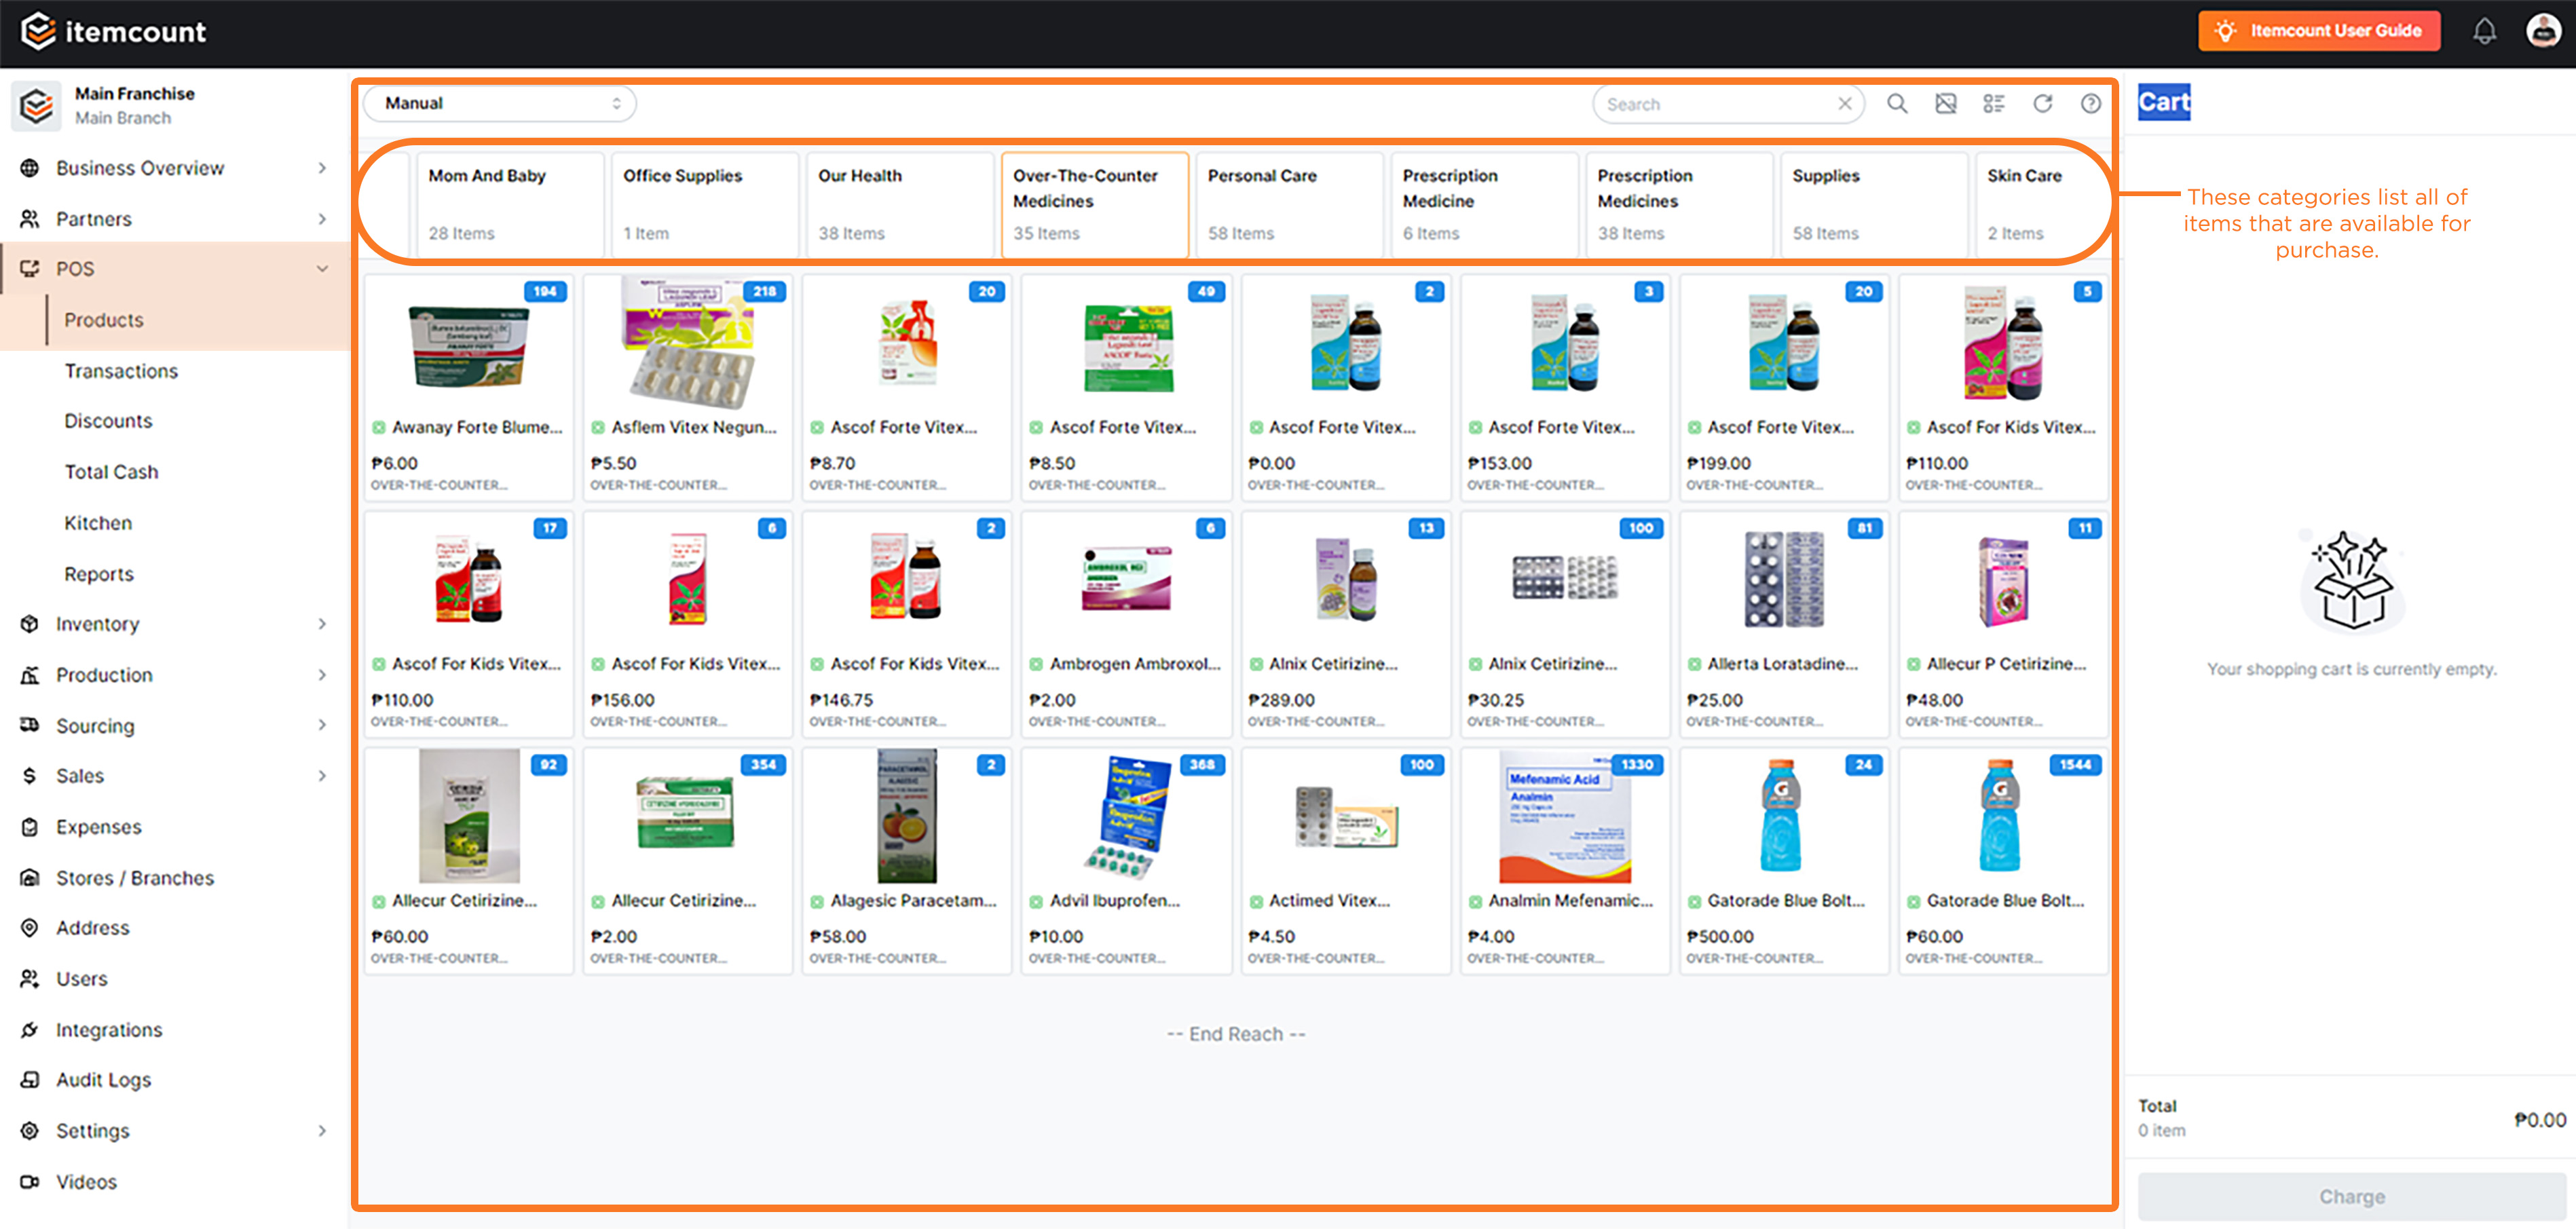 itemcount
Itemcount User Guide
Main Franchise
Main Branch
Business Overview
Partners
POS
Products
Transactions
Discounts
Total Cash
Kitchen
Reports
Inventory
Production
Sourcing
Sales
Expenses
Stores / Branches
Address
Users
Integrations
Audit Logs
Settings
Videos
Manual
Search
Mom And Baby
28 Items
Office Supplies
1 Item
Our Health
38 Items
Over-The-Counter
Medicines
35 Items
Personal Care
58 Items
Prescription
Medicine
6 Items
Prescription
Medicines
38 Items
Supplies
58 Items
Skin Care
2 Items
These categories list all of
items that are available for
purchase.
194
Awanay Forte Blume...
₱6.00
OVER-THE-COUNTER...
218
Asflem Vitex Negun...
₱5.50
OVER-THE-COUNTER...
20
Ascof Forte Vitex...
₱8.70
OVER-THE-COUNTER...
49
Ascof Forte Vitex...
₱8.50
OVER-THE-COUNTER...
2
Ascof Forte Vitex...
₱0.00
OVER-THE-COUNTER...
3
Ascof Forte Vitex...
₱153.00
OVER-THE-COUNTER...
20
Ascof Forte Vitex...
₱199.00
OVER-THE-COUNTER...
5
Ascof For Kids Vitex...
₱110.00
OVER-THE-COUNTER...
17
Ascof For Kids Vitex...
₱110.00
OVER-THE-COUNTER...
6
Ascof For Kids Vitex...
₱156.00
OVER-THE-COUNTER...
2
Ascof For Kids Vitex...
₱146.75
OVER-THE-COUNTER...
6
AMBROXOL HCl
Ambrogen Ambroxol...
₱2.00
OVER-THE-COUNTER...
13
Alnix Cetirizine...
₱289.00
OVER-THE-COUNTER...
100
Alnix Cetirizine...
₱30.25
OVER-THE-COUNTER...
81
Allerta Loratadine...
₱25.00
OVER-THE-COUNTER...
11
Allecur P Cetirizine...
₱48.00
OVER-THE-COUNTER...
92
Allecur Cetirizine...
₱60.00
OVER-THE-COUNTER...
354
Allecur Cetirizine...
₱2.00
OVER-THE-COUNTER...
2
PARACETAMOL
ALAGESIC
Alagesic Paracetam...
₱58.00
OVER-THE-COUNTER...
368
Ibuprofen
Advil
Ibuprofen
Advil
Advil Ibuprofen...
₱10.00
OVER-THE-COUNTER...
100
Actimed Vitex...
₱4.50
OVER-THE-COUNTER...
1330
Mefenamic Acid
Analmin
Analmin Mefenamic...
₱4.00
OVER-THE-COUNTER...
24
G
Gatorade Blue Bolt...
₱500.00
OVER-THE-COUNTER...
1544
G
Gatorade Blue Bolt...
₱60.00
OVER-THE-COUNTER...
-- End Reach --
Cart
Your shopping cart is currently empty.
Total
0 item
₱0.00
Charge